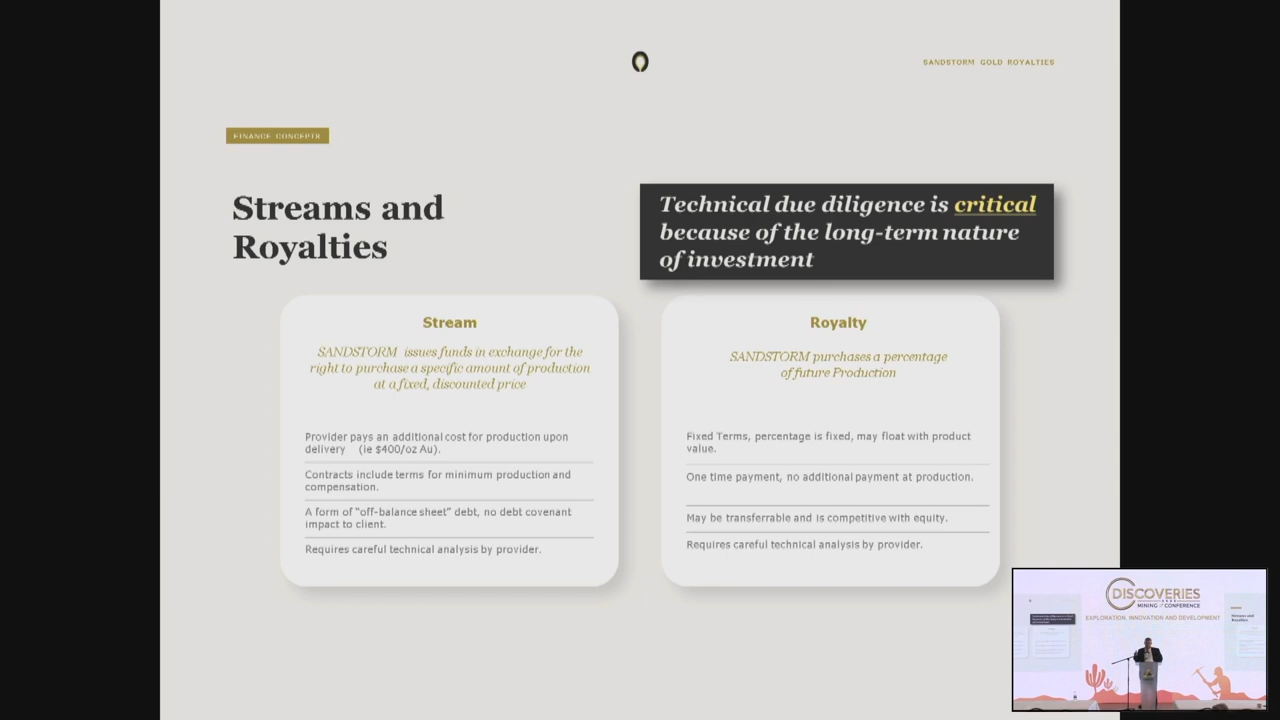 SANDSTORM GOLD ROYALTIES
FINANCE CONCEPTR
Streams and
Royalties
Technical due diligence is critical
because of the long-term nature
of investment
Stream
SANDSTORM issues funds in exchange for the
right to purchase a specific amount of production
at a fixed, discounted price
Provider pays an additional cost for production upon
delivery (ie $400/oz Au).
Contracts include terms for minimum production and
compensation.
A form of “off-balance sheet” debt, no debt covenant
impact to client.
Requires careful technical analysis by provider.
Royalty
SANDSTORM purchases a percentage
of future Production
Fixed Terms, percentage is fixed, may float with product
value.
One time payment, no additional payment at production.
May be transferrable and is competitive with equity.
Requires careful technical analysis by provider.
DISCOVERIES
MINING CONFERENCE
EXPLORATION, INNOVATION AND DEVELOPMENT
Streams and
Royalties